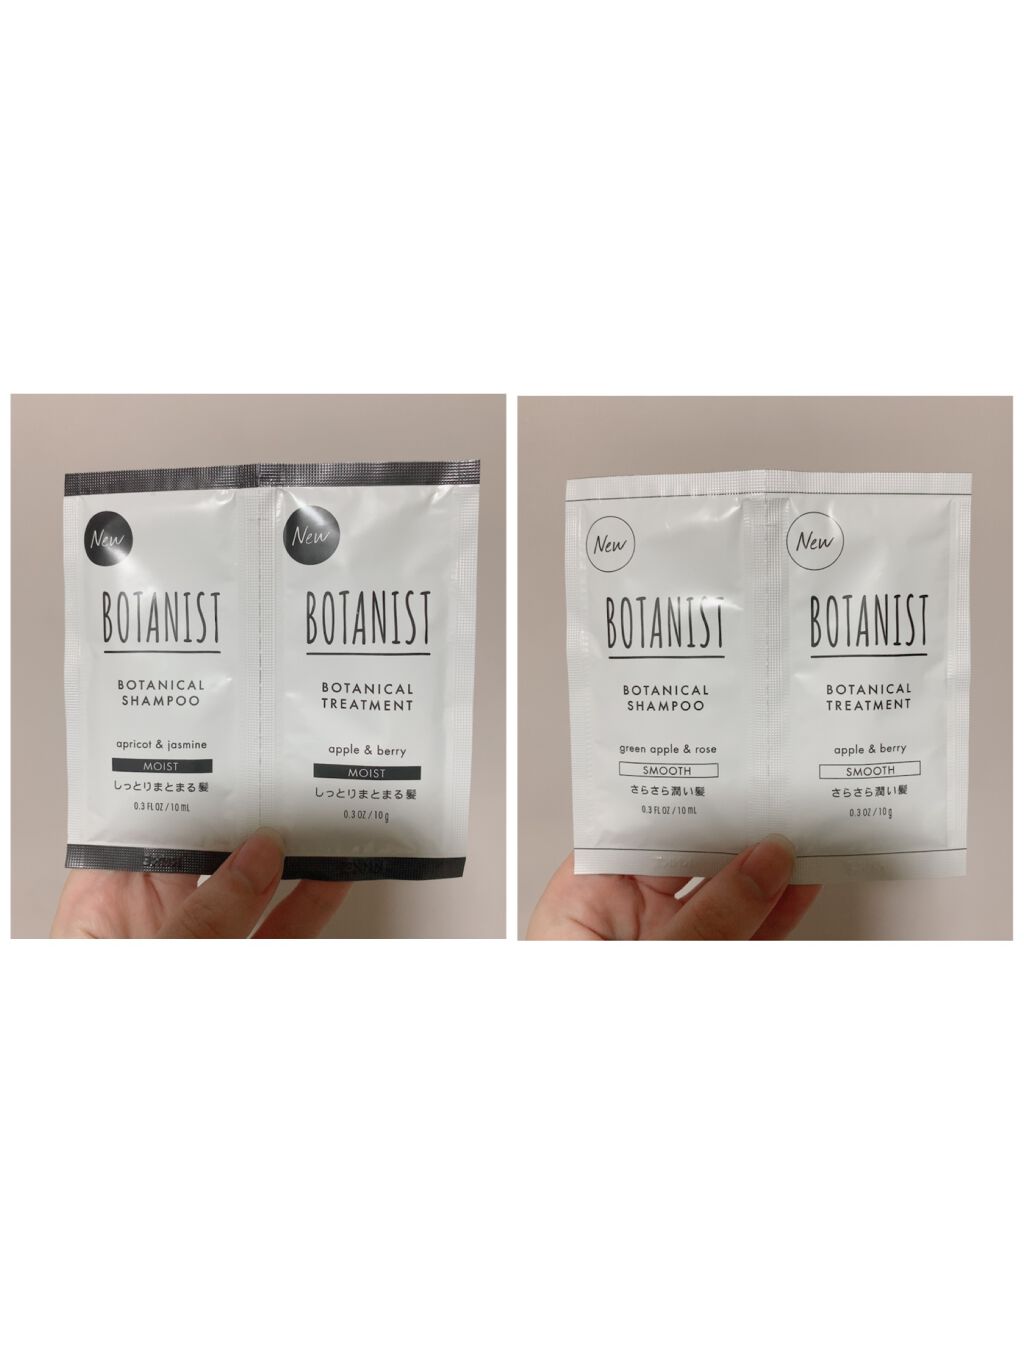 New
BOTANIST
BOTANICAL
SHAMPOO
apricot & jasmine
MOIST
しっとりまとまる髪
0.3 FL OZ / 10 mL
New
BOTANIST
BOTANICAL
TREATMENT
apple & berry
MOIST
しっとりまとまる髪
0.3 OZ / 10 g
New
BOTANIST
BOTANICAL
SHAMPOO
green apple & rose
SMOOTH
さらさら潤い髪
0.3 FL OZ / 10 mL
New
BOTANIST
BOTANICAL
TREATMENT
apple & berry
SMOOTH
さらさら潤い髪
0.3 OZ / 10 g